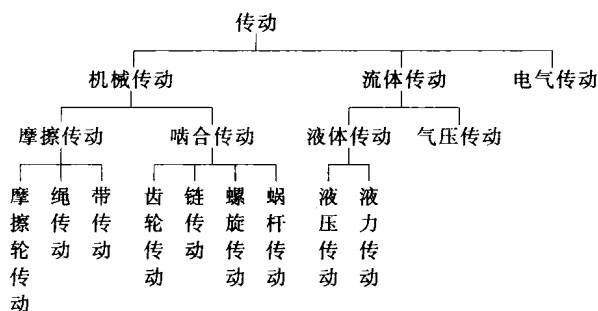 传动
机械传动
流体传动
电气传动
摩擦传动
啮合传动
液体传动
气压传动
摩擦轮传动
绳传动
带传动
齿轮传动
链传动
螺旋传动
蜗杆传动
液压传动
液力传动